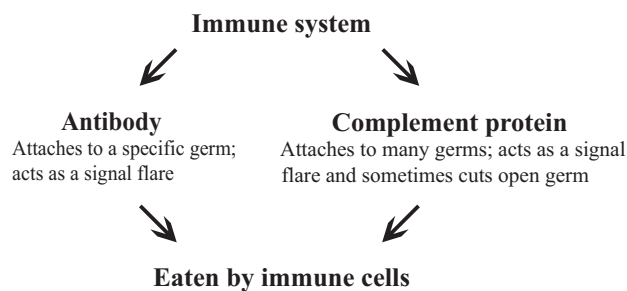 Immune system
Antibody
Attaches to a specific germ;
acts as a signal flare
Complement protein
Attaches to many germs; acts as a signal
flare and sometimes cuts open germ
Eaten by immune cells